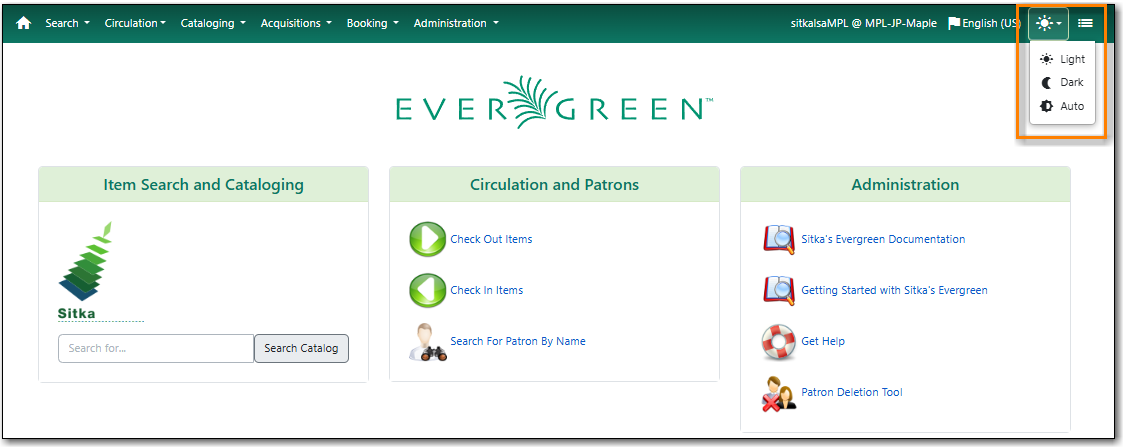 Search Circulation Cataloging Acquisitions Booking Administration sitkalsaMPL @ MPL-JP-Maple English (US)
Light
Dark
Auto
EVERGREEN™
Item Search and Cataloging
Sitka
Search for...
Search Catalog
Circulation and Patrons
Check Out Items
Check In Items
Search For Patron By Name
Administration
Sitka's Evergreen Documentation
Getting Started with Sitka's Evergreen
Get Help
Patron Deletion Tool